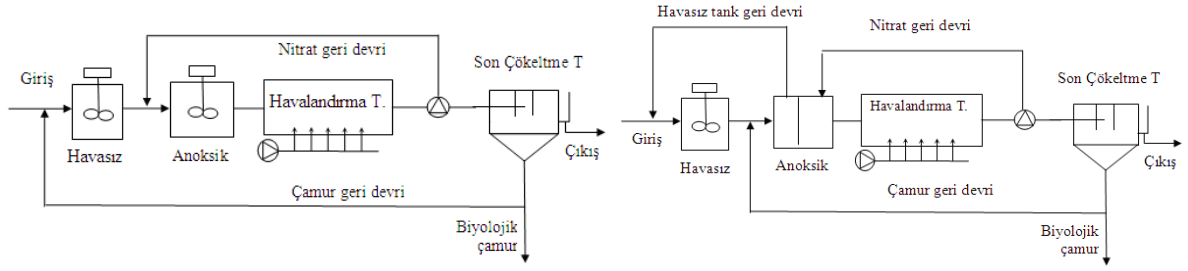 Nitrat geri devri
Giriş
Son Çökeltme T
Havalandırma T.
Havasız
Anoksik
Çıkış
Çamur geri devri
Biyolojik
çamur
Havasız tank geri devri
Nitrat geri devri
Son Çökeltme T
Havalandırma T.
Giriş
Havasız
Anoksik
Çıkış
Çamur geri devri
Biyolojik
çamur